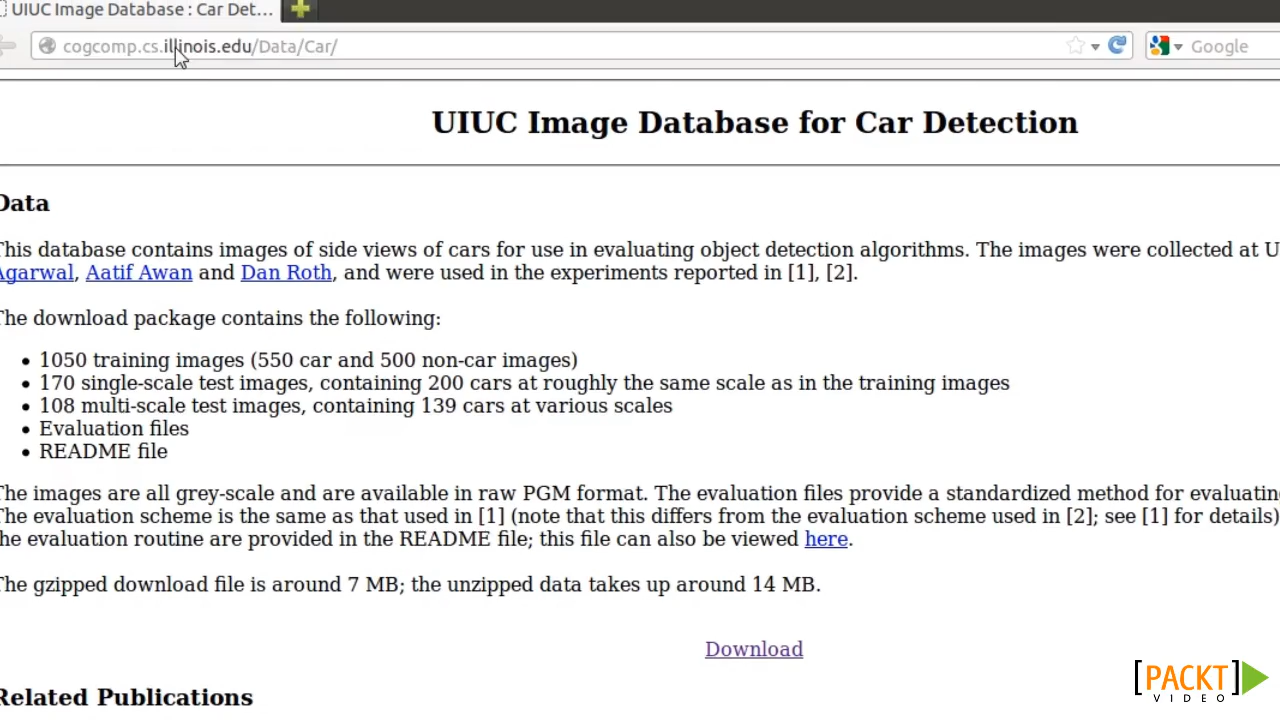 UIUC Image Database : Car Det...
cogcomp.cs.illinois.edu/Data/Car/
Google
UIUC Image Database for Car Detection
Data
This database contains images of side views of cars for use in evaluating object detection algorithms. The images were collected at U
Agarwal, Aatif Awan and Dan Roth, and were used in the experiments reported in [1], [2].
The download package contains the following:
• 1050 training images (550 car and 500 non-car images)
• 170 single-scale test images, containing 200 cars at roughly the same scale as in the training images
• 108 multi-scale test images, containing 139 cars at various scales
• Evaluation files
• README file
The images are all grey-scale and are available in raw PGM format. The evaluation files provide a standardized method for evaluating
The evaluation scheme is the same as that used in [1] (note that this differs from the evaluation scheme used in [2]; see [1] for details)
the evaluation routine are provided in the README file; this file can also be viewed here.
The gzipped download file is around 7 MB; the unzipped data takes up around 14 MB.
Download
Related Publications
[PACKT]
VIDEO